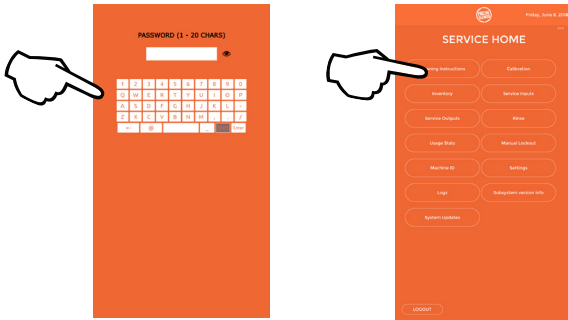 PASSWORD (1 - 20 CHARS)
1 2 3 4 5 6 7 8 9 0
Q W E R T Y U I O P
A S D F G H J K L -
Z X C V B N M , . /
← @ _ Enter
Friday, June 8, 2018
SERVICE HOME
Instructions Calibration
Inventory Service Inputs
Service Outputs Rinse
Usage Stats Manual Lockout
Machine ID Settings
Logs Subsystem version info
System Updates
LOGOUT